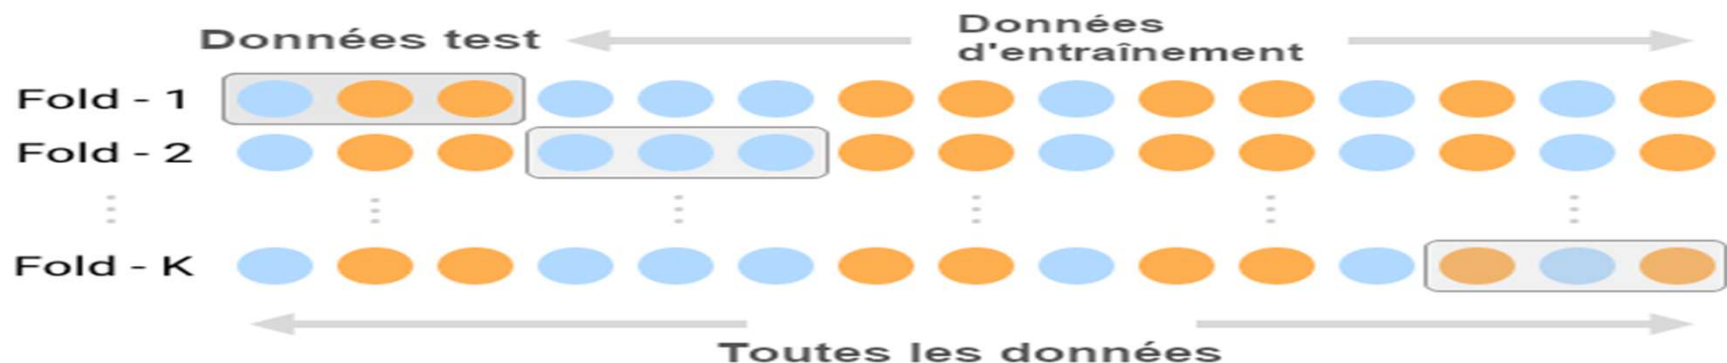 Données test
Données
d'entraînement
Fold - 1
Fold - 2
Fold - K
Toutes les données